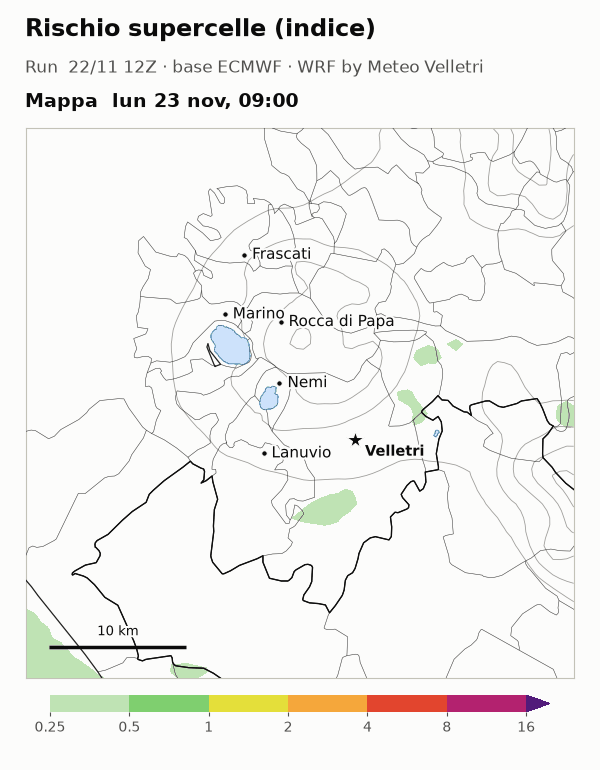 Rischio supercelle (indice)
Run  22/11 12Z · base ECMWF · WRF by Meteo Velletri
Mappa  lun 23 nov, 09:00
Frascati
Marino
Rocca di Papa
Nemi
Lanuvio
Velletri
10 km
0.25 0.5 1 2 4 8 16